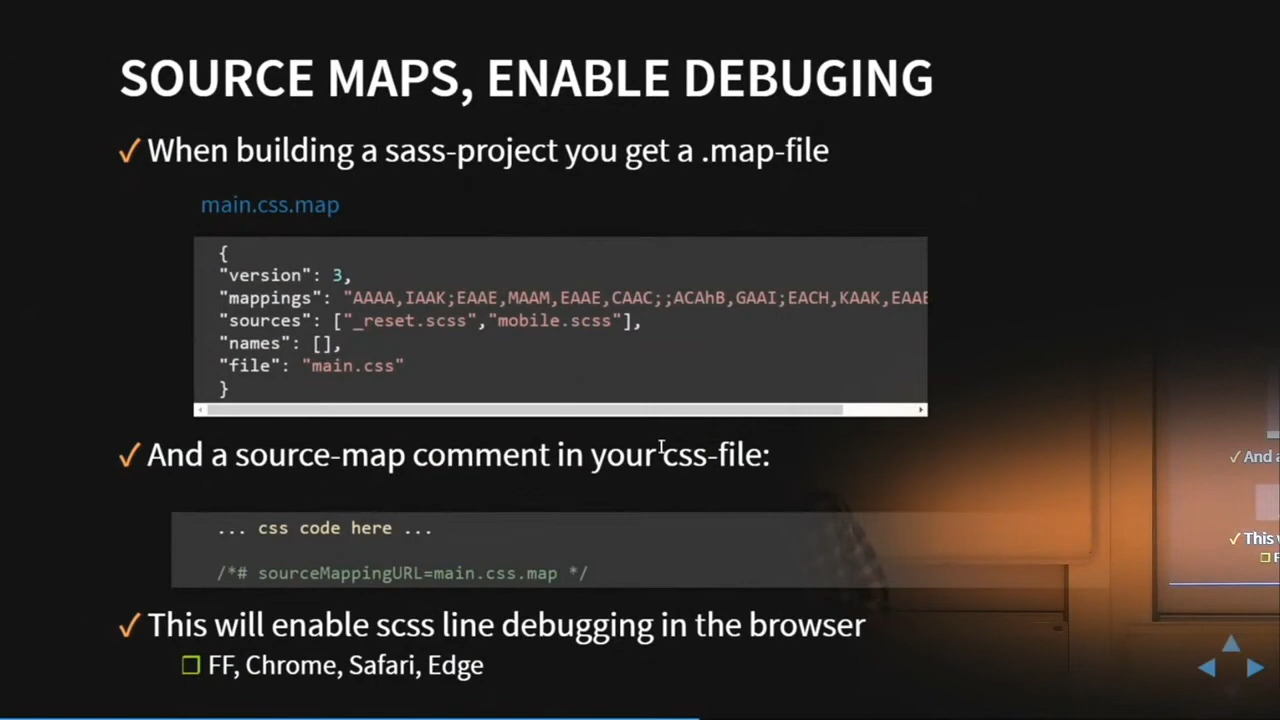 SOURCE MAPS, ENABLE DEBUGING
✓ When building a sass-project you get a .map-file
main.css.map
{
"version": 3,
"mappings": "AAAA,IAAK;EAAE,MAAM,EAAE,CAAC;;ACAhB,GAAI;EACH,KAAK,EAAE
"sources": ["_reset.scss","mobile.scss"],
"names": [],
"file": "main.css"
}
✓ And a source-map comment in your css-file:
... css code here ...
/*# sourceMappingURL=main.css.map */
✓ This will enable scss line debugging in the browser
❒ FF, Chrome, Safari, Edge
✓ And a
✓ This
❒ F